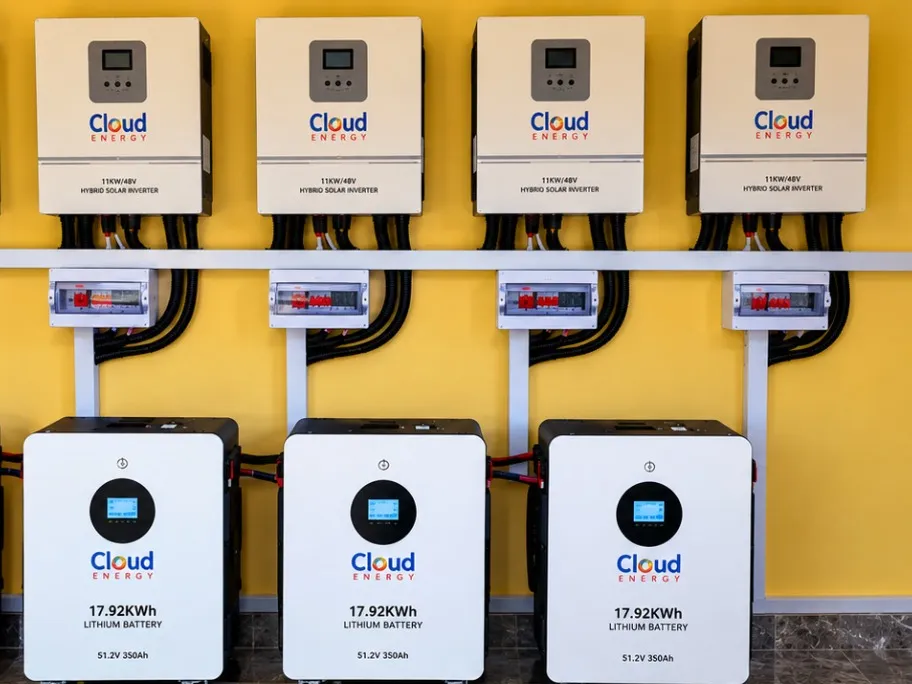 Cloud
ENERGY
11KW/48V
HYBRID SOLAR INVERTER
Cloud
ENERGY
11KW/48V
HYBRID SOLAR INVERTER
Cloud
ENERGY
11KW/48V
HYBRID SOLAR INVERTER
Cloud
ENERGY
11KW/48V
HYBRID SOLAR INVERTER
Cloud
ENERGY
17.92KWh
LITHIUM BATTERY
51.2V 350Ah
Cloud
ENERGY
17.92KWh
LITHIUM BATTERY
51.2V 350Ah
Cloud
ENERGY
17.92KWh
LITHIUM BATTERY
51.2V 350Ah